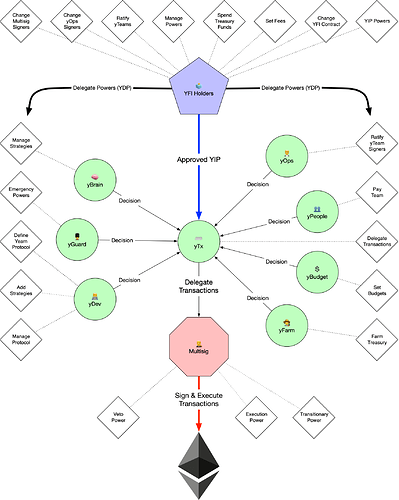 Change
Multisig
Signers
Change
yOps
Signers
Ratify
yTeams
Manage
Powers
Spend
Treasury
Funds
Set Fees
Change
YFI Contract
YIP Powers
YFI Holders
Delegate Powers (YDP)
Delegate Powers (YDP)
Approved YIP
Manage
Strategies
Emergency
Powers
Define
Yearn
Protocol
Add
Strategies
Manage
Protocol
yBrain
yGuard
yDev
Decision
Decision
Decision
yTx
yOps
yPeople
$
yBudget
yFarm
Decision
Decision
Decision
Decision
Ratify
yTeam
Signers
Pay
Team
Delegate
Transactions
Set
Budgets
Farm
Treasury
Delegate
Transactions
Multisig
Sign & Execute
Transactions
Veto
Power
Execution
Power
Transitionary
Power